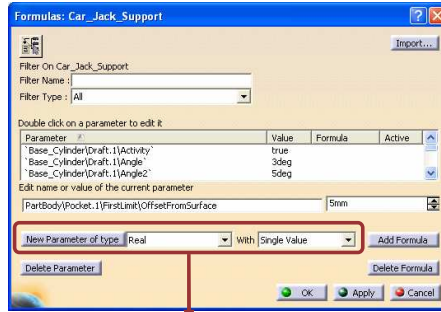 Formulas: Car_Jack_Support
Import...
Filter On Car_Jack_Support
Filter Name :
Filter Type : All
Double click on a parameter to edit it
Parameter Value Formula Active
`Base_Cylinder\Draft.1\Activity` true
`Base_Cylinder\Draft.1\Angle` 3deg
`Base_Cylinder\Draft.1\Angle2` 5deg
Edit name or value of the current parameter
PartBody\Pocket.1\FirstLimit\OffsetFromSurface 5mm
New Parameter of type Real With Single Value Add Formula
Delete Parameter Delete Formula
OK Apply Cancel